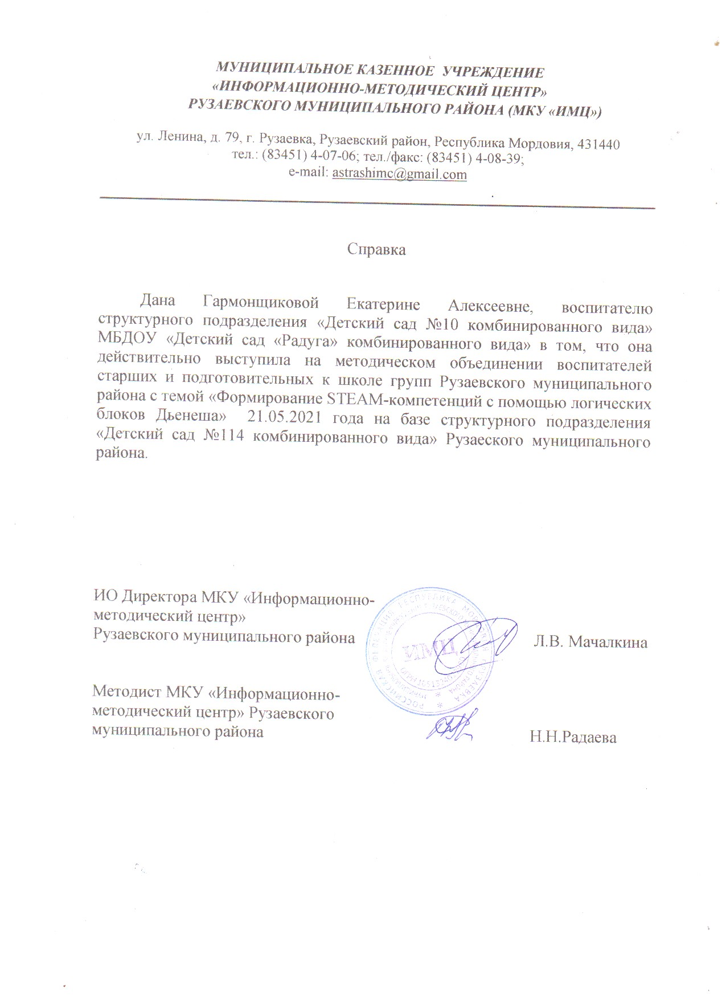 МУНИЦИПАЛЬНОЕ КАЗЕННОЕ УЧРЕЖДЕНИЕ
«ИНФОРМАЦИОННО-МЕТОДИЧЕСКИЙ ЦЕНТР»
РУЗАЕВСКОГО МУНИЦИПАЛЬНОГО РАЙОНА (МКУ «ИМЦ»)
ул. Ленина, д. 79, г. Рузаевка, Рузаевский район, Республика Мордовия, 431440
тел.: (83451) 4-07-06; тел./факс: (83451) 4-08-39;
e-mail: astrashimc@gmail.com
Справка
Дана Гармонщиковой Екатерине Алексеевне, воспитателю
структурного подразделения «Детский сад №10 комбинированного вида»
МБДОУ «Детский сад «Радуга» комбинированного вида» в том, что она
действительно выступила на методическом объединении воспитателей
старших и подготовительных к школе групп Рузаевского муниципального
района с темой «Формирование STEAM-компетенций с помощью логических
блоков Дьенеша» 21.05.2021 года на базе структурного подразделения
«Детский сад №114 комбинированного вида» Рузаеского муниципального
района.
ИО Директора МКУ «Информационно-
методический центр»
Рузаевского муниципального района
Л.В. Мачалкина
РОССИЙСКАЯ ФЕДЕРАЦИЯ РЕСПУБЛИКА МОРДОВИЯ Г.РУЗАЕВКА
ИМЦ
Методист МКУ «Информационно-
методический центр» Рузаевского
муниципального района
Н.Н.Радаева